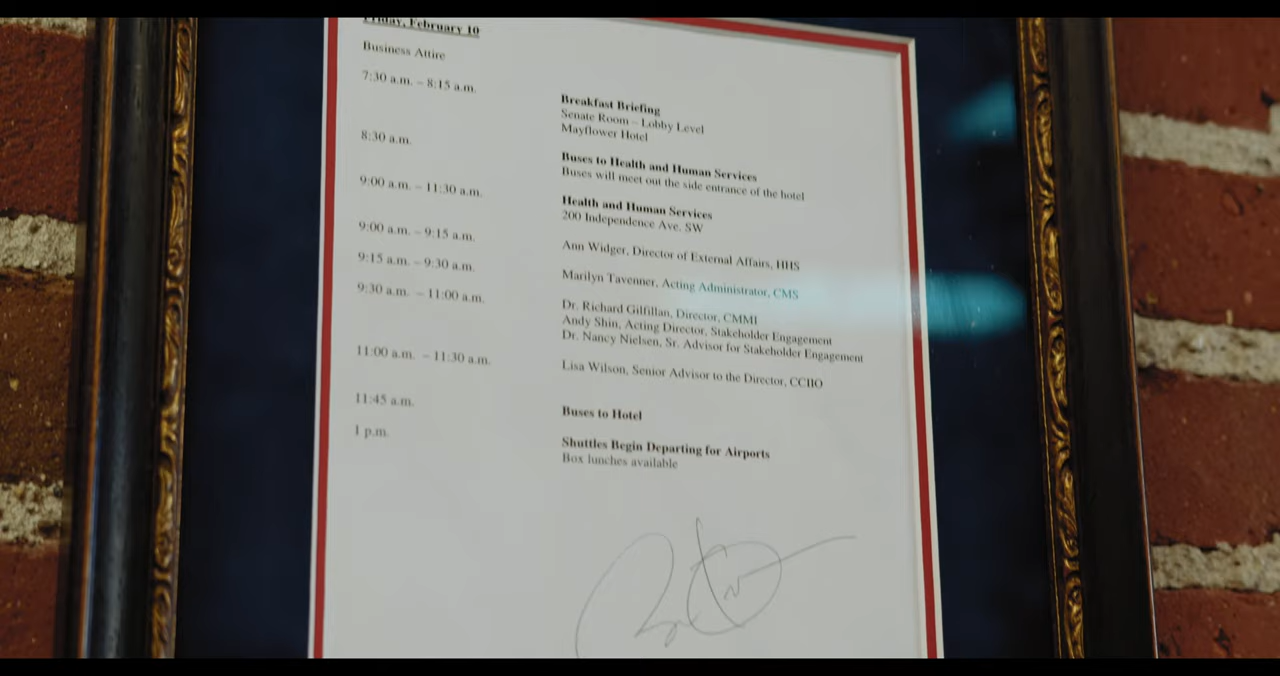 Friday, February 10
Business Attire
7:30 a.m. – 8:15 a.m.
Breakfast Briefing
Senate Room – Lobby Level
Mayflower Hotel
8:30 a.m.
Buses to Health and Human Services
Buses will meet out the side entrance of the hotel
9:00 a.m. – 11:30 a.m.
Health and Human Services
200 Independence Ave. SW
9:00 a.m. – 9:15 a.m.
Ann Widger, Director of External Affairs, HHS
9:15 a.m. – 9:30 a.m.
Marilyn Tavenner, Acting Administrator, CMS
9:30 a.m. – 11:00 a.m.
Dr. Richard Gilfillan, Director, CMMI
Andy Shin, Acting Director, Stakeholder Engagement
Dr. Nancy Nielsen, Sr. Advisor for Stakeholder Engagement
11:00 a.m. – 11:30 a.m.
Lisa Wilson, Senior Advisor to the Director, CCIIO
11:45 a.m.
Buses to Hotel
1 p.m.
Shuttles Begin Departing for Airports
Box lunches available